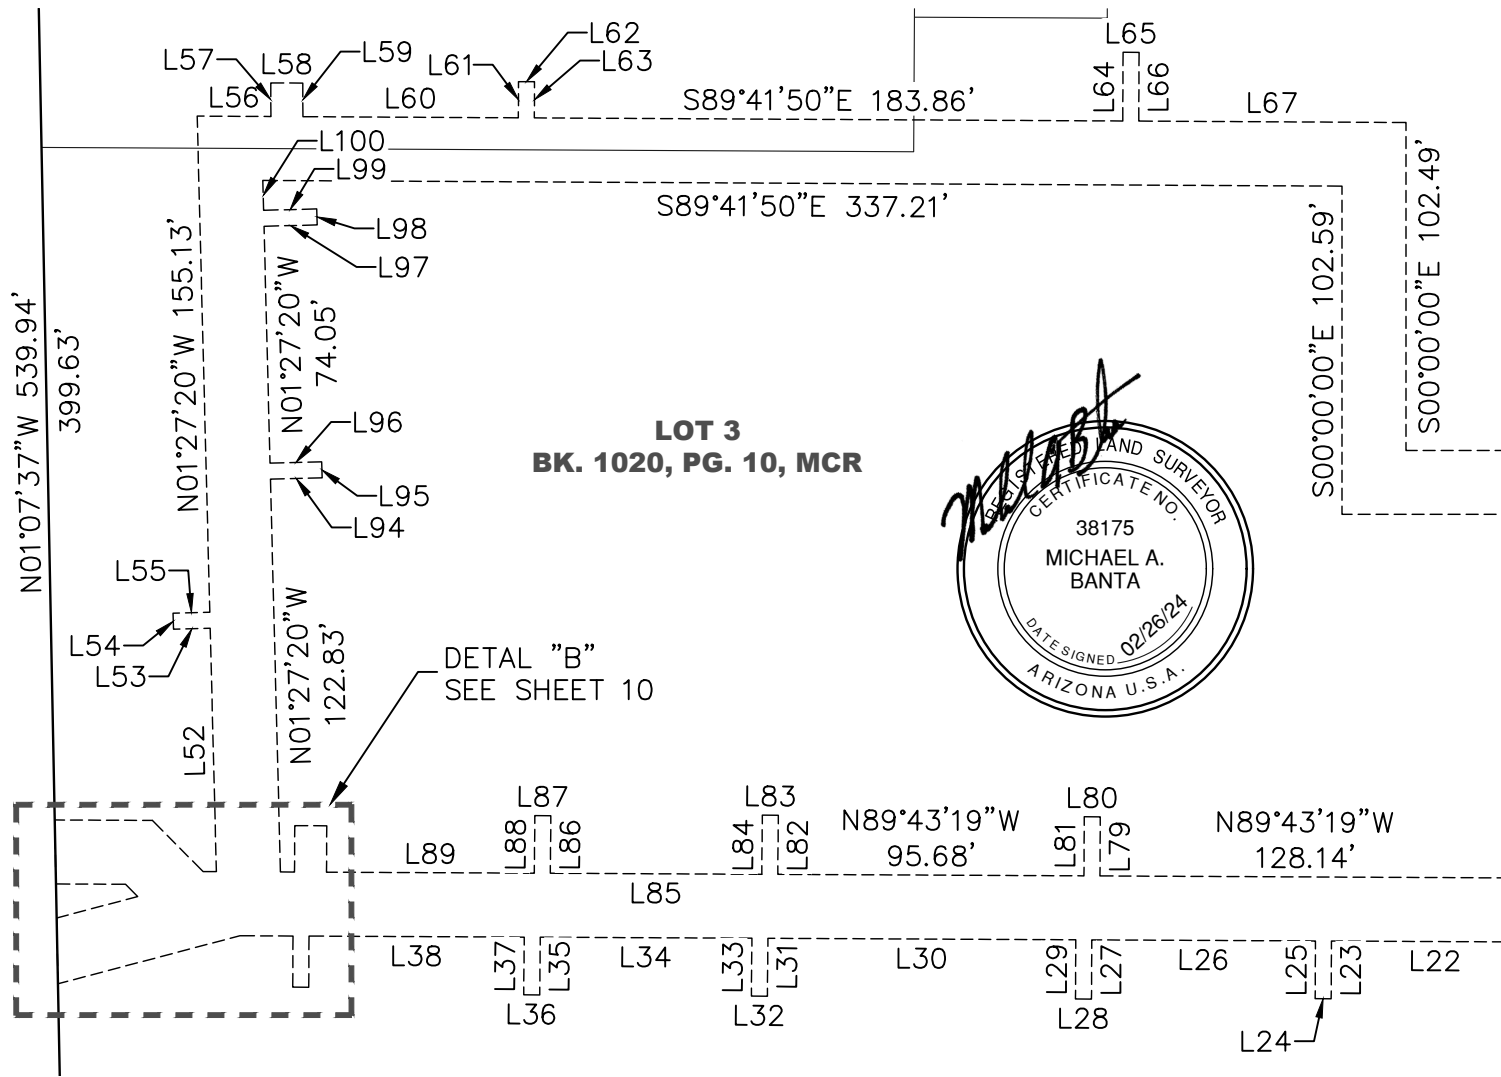 L57
L58
L59
L62
L65
L61
L63
L56
L60
S89°41'50"E 183.86'
L64
L66
L67
L100
L99
S89°41'50"E 337.21'
L98
L97
N01°07'37"W 539.94'
399.63'
N01°27'20"W 155.13'
N01°27'20"W
74.05'
S00°00'00"E 102.59'
S00°00'00"E 102.49'
L96
L95
L94
LOT 3
BK. 1020, PG. 10, MCR
REGISTERED LAND SURVEYOR
CERTIFICATE NO.
38175
MICHAEL A.
BANTA
DATE SIGNED 02/26/24
ARIZONA U.S.A.
L55
L54
L53
N01°27'20"W
122.83'
DETAL "B"
SEE SHEET 10
L52
L87
L83
L80
L89
L88
L86
L84
L82
N89°43'19"W
95.68'
L81
L79
N89°43'19"W
128.14'
L85
L38
L37
L35
L34
L33
L31
L30
L29
L27
L26
L25
L23
L22
L36
L32
L28
L24